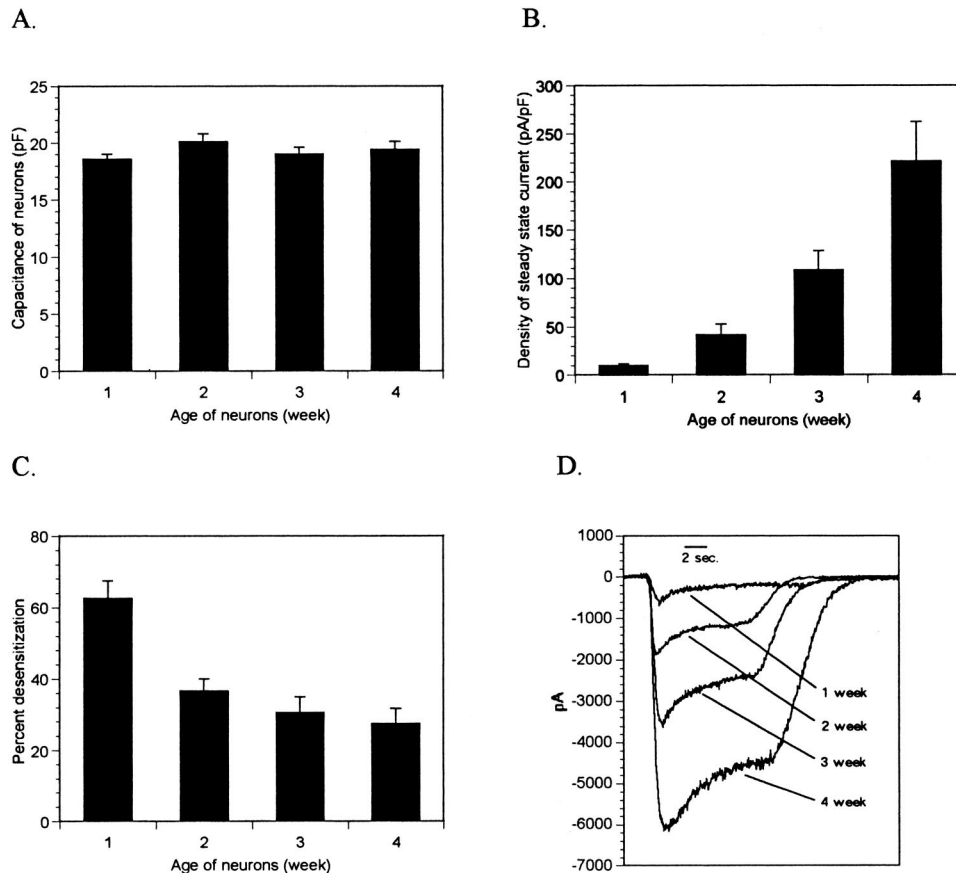 A.
25
20
15
10
5
0
Capacitance of neurons (pF)
1 2 3 4
Age of neurons (week)
B.
300
250
200
150
100
50
0
Density of steady state current (pA/pF)
1 2 3 4
Age of neurons (week)
C.
80
60
40
20
0
Percent desensitization
1 2 3 4
Age of neurons (week)
D.
1000
0
-1000
-2000
-3000
-4000
-5000
-6000
-7000
pA
2 sec.
1 week
2 week
3 week
4 week